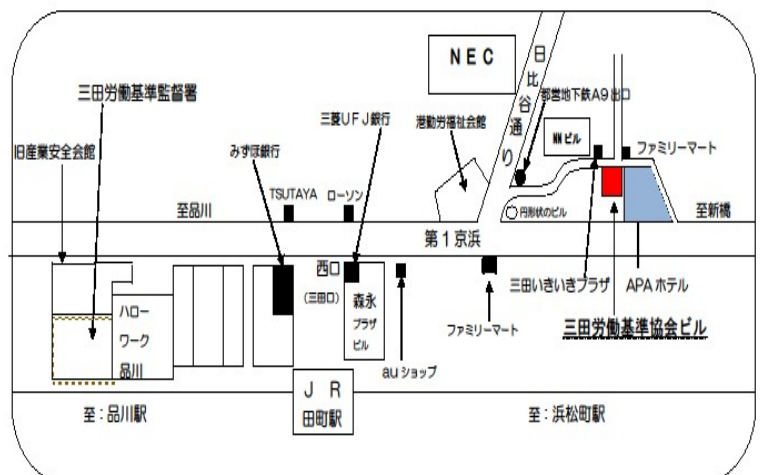 NEC
日比谷通り
三田労働基準監督署
都営地下鉄A9出口
三菱UFJ銀行
港勤労福祉会館
NNビル
ファミリーマート
みずほ銀行
旧産業安全会館
TSUTAYA
ローソン
至品川
円形状のビル
至新橋
第1京浜
西口
(三田口)
三田いきいきプラザ
APAホテル
森永
プラザ
ビル
ハロー
ワーク
品川
ファミリーマート
三田労働基準協会ビル
auショップ
JR
田町駅
至:品川駅
至:浜松町駅